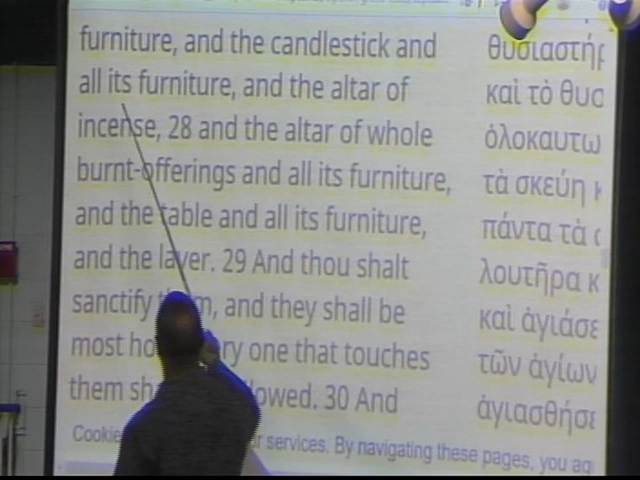 furniture, and the candlestick and
all its furniture, and the altar of
incense, 28 and the altar of whole
burnt-offerings and all its furniture,
and the table and all its furniture,
and the laver. 29 And thou shalt
sanctify, and they shall be
most one that touches
them 30 And
θυσιαστήρ
καὶ τὸ θυσ
ὁλοκαυτω
τὰ σκεύη κ
πάντα τὰ σ
λουτῆρα κ
καὶ ἁγιάσε
τῶν ἁγίων
ἁγιασθήσε
Cookie services. By navigating these pages, you ag